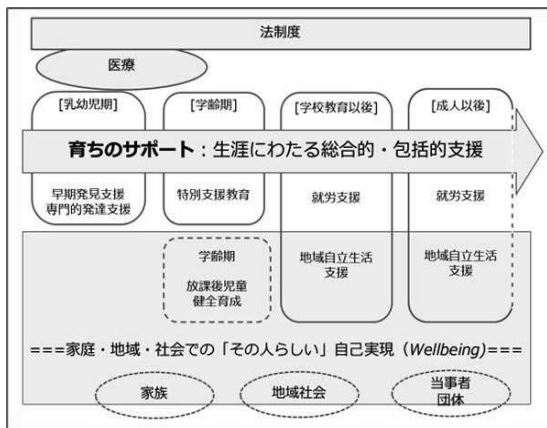 法制度
医療
[乳幼児期]
[学齢期]
[学校教育以後]
[成人以後]
育ちのサポート：生涯にわたる総合的・包括的支援
早期発見支援
専門的発達支援
特別支援教育
就労支援
就労支援
学齢期
放課後児童
健全育成
地域自立生活
支援
地域自立生活
支援
===家庭・地域・社会での「その人らしい」自己実現（Wellbeing)===
家族
地域社会
当事者
団体